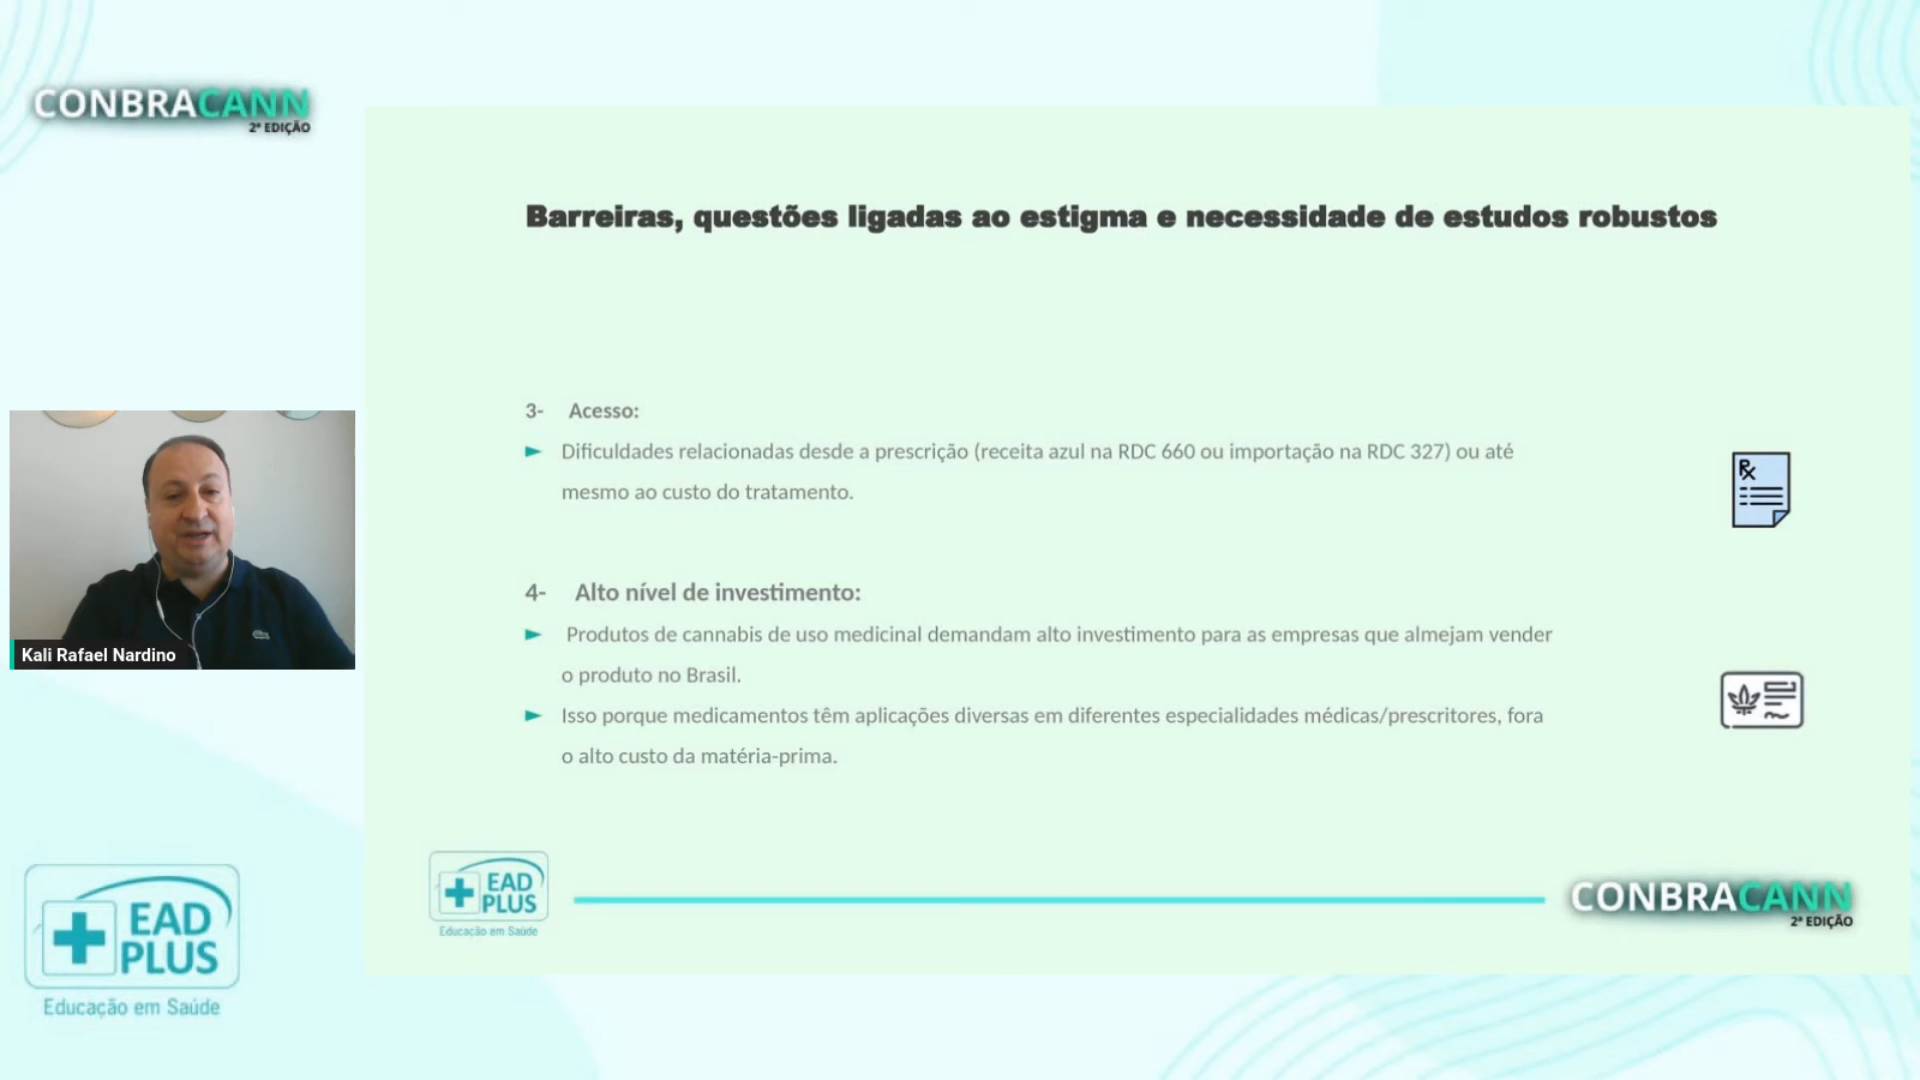 CONBRACANN
2ª EDIÇÃO
Barreiras, questões ligadas ao estigma e necessidade de estudos robustos
3- Acesso:
► Dificuldades relacionadas desde a prescrição (receita azul na RDC 660 ou importação na RDC 327) ou até
mesmo ao custo do tratamento.
4- Alto nível de investimento:
► Produtos de cannabis de uso medicinal demandam alto investimento para as empresas que almejam vender
o produto no Brasil.
► Isso porque medicamentos têm aplicações diversas em diferentes especialidades médicas/prescritores, fora
o alto custo da matéria-prima.
Rx
Kali Rafael Nardino
EAD
PLUS
Educação em Saúde
CONBRACANN
2ª EDIÇÃO
EAD
PLUS
Educação em Saúde